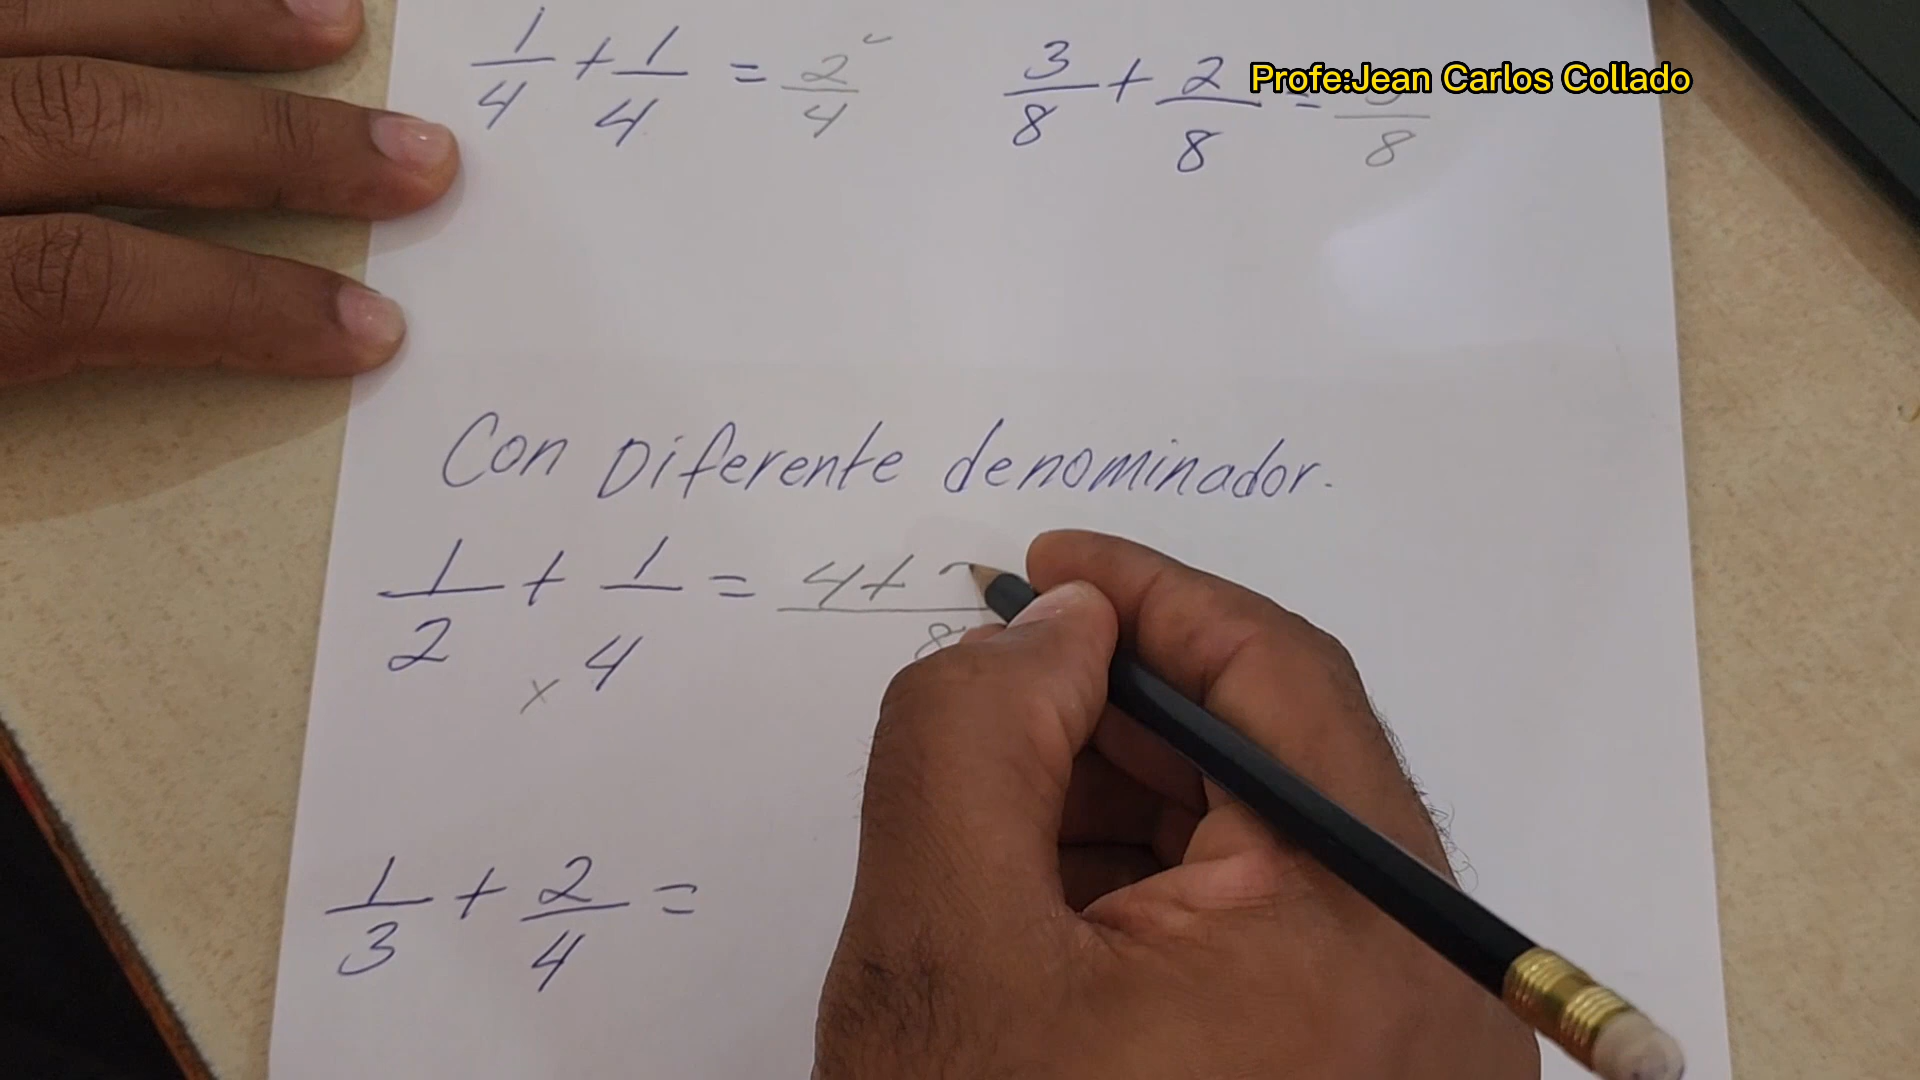 1/4 + 1/4 = 2/4
3/8 + 2/8 = /8
Profe:Jean Carlos Collado
Con Diferente denominador.
1/2 + 1/4 = 4+ /8
x
1/3 + 2/4 =